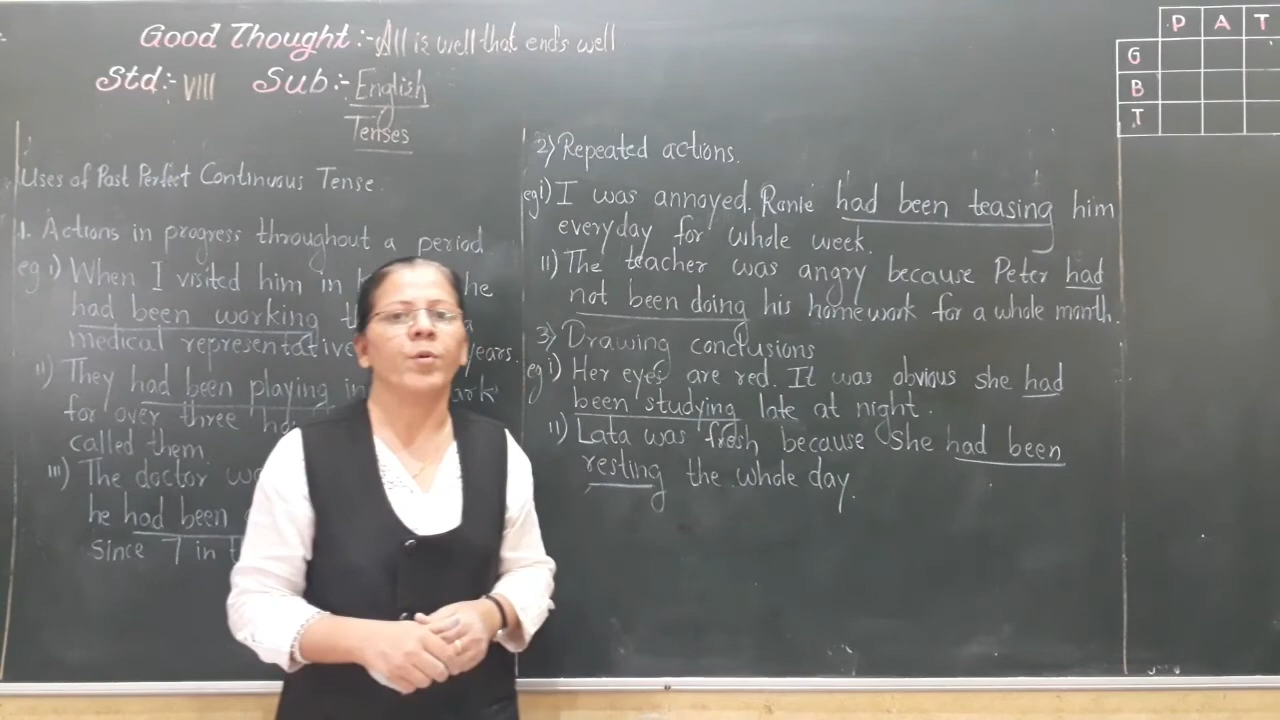 Good Thought :- All is well that ends well
Std :- VIII Sub :- English
Tenses
Uses of Past Perfect Continuous Tense.
1. Actions in progress throughout a period
eg i) When I visited him in he
had been working a
medical representative years.
ii) They had been playing in
for over three
called them
iii) The doctor
he had been
since 7 in
2) Repeated actions.
eg i) I was annoyed. Ranie had been teasing him
everyday for whole week.
ii) The teacher was angry because Peter had
not been doing his homework for a whole month.
3) Drawing conclusions
eg i) Her eyes are red. It was obvious she had
been studying late at night.
ii) Lata was fresh because she had been
resting the whole day.
P A T
G
B
T